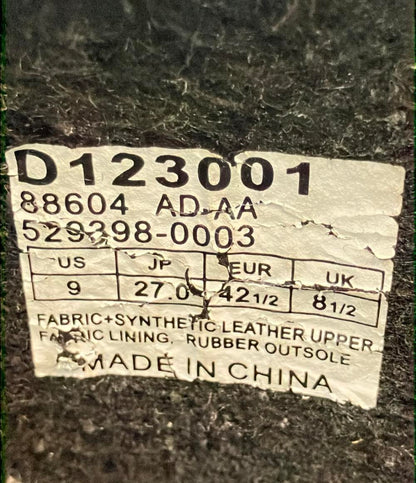 D123001
88604 AD-AA
529398-0003
US JP EUR UK
9 27.0 42 1/2 8 1/2
FABRIC+SYNTHETIC LEATHER UPPER
FABRIC LINING. RUBBER OUTSOLE
MADE IN CHINA